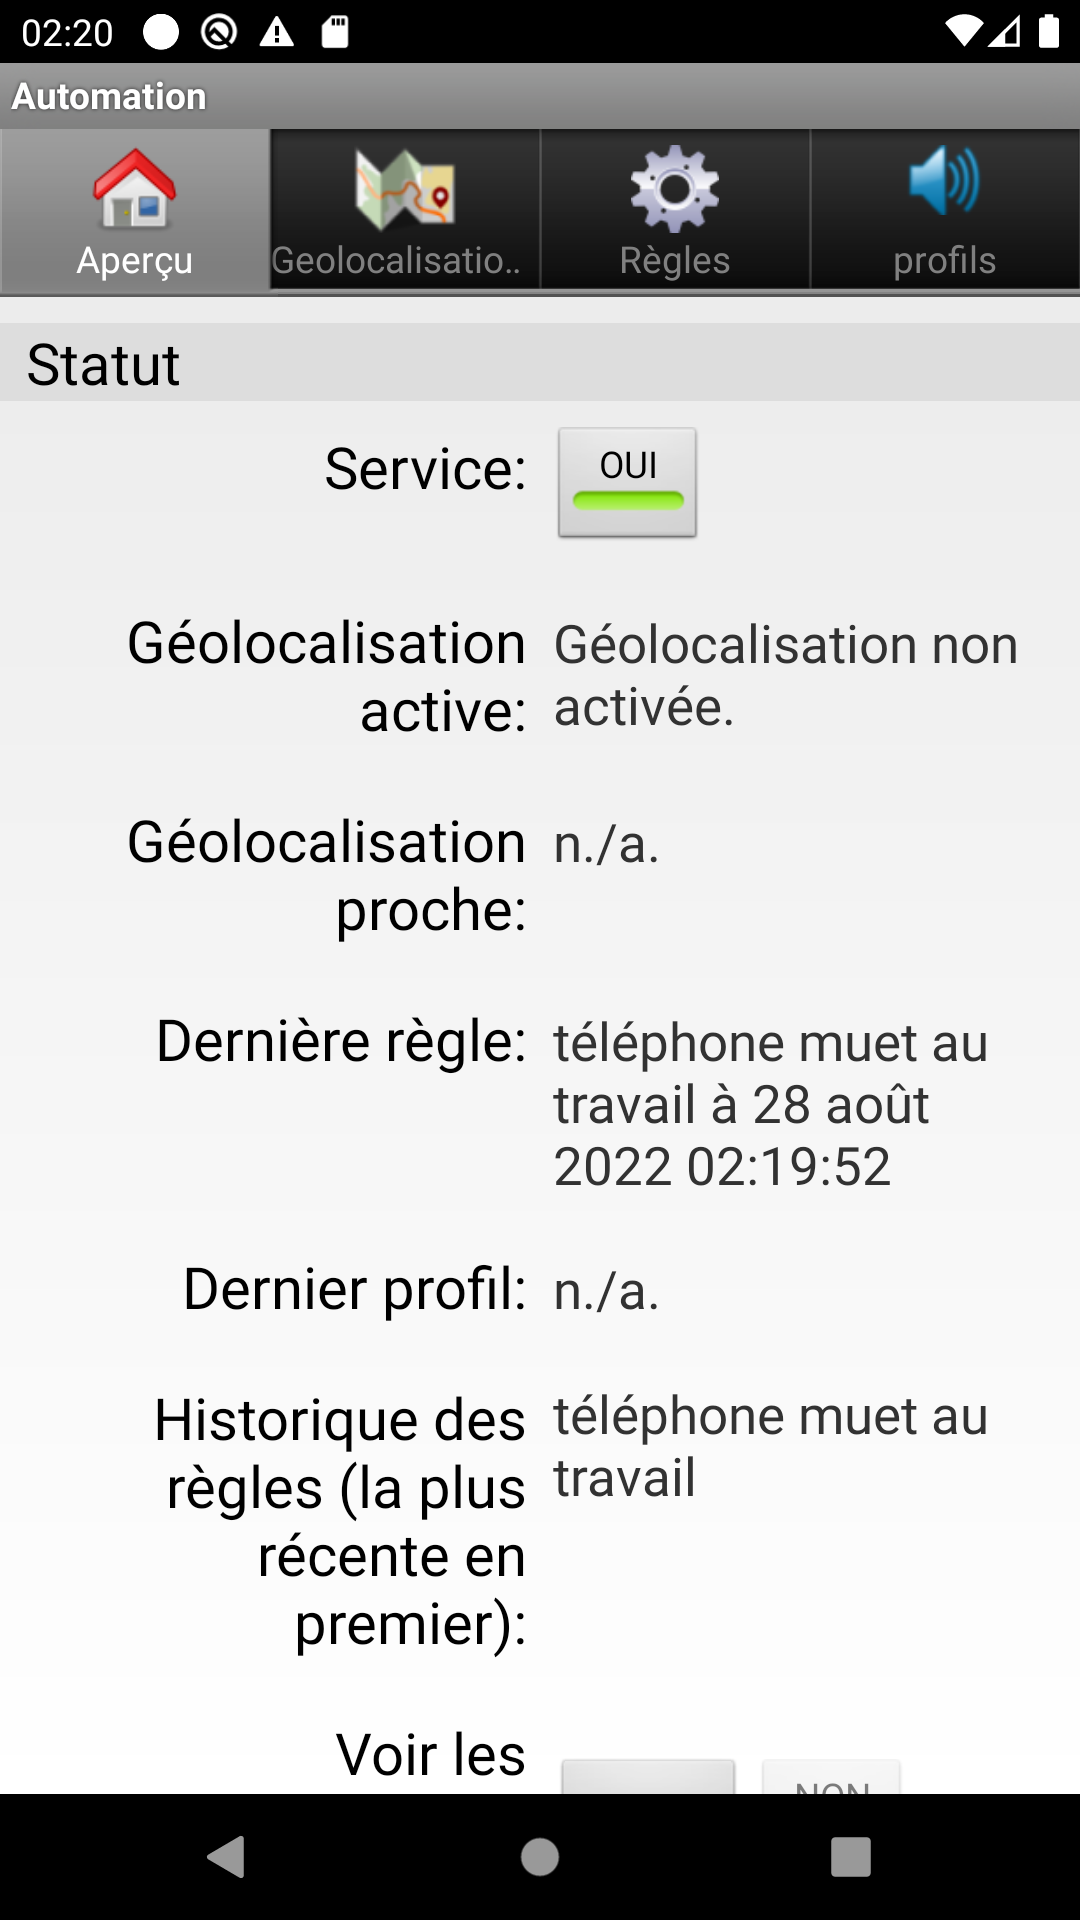 02:20
Automation
Aperçu
Geolocalisatio..
Règles
profils
Statut
Service:
OUI
Géolocalisation
active:
Géolocalisation non
activée.
Géolocalisation
proche:
n./a.
Dernière règle:
téléphone muet au
travail à 28 août
2022 02:19:52
Dernier profil:
n./a.
Historique des
règles (la plus
récente en
premier):
téléphone muet au
travail
Voir les
NON